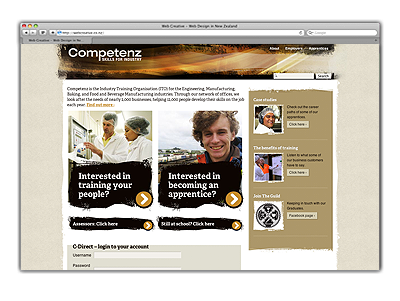 Web Creative - Web Design in New Zealand
http://webcreative.co.nz/
Web Creative - Web Design in New Ze...
Competenz
SKILLS FOR INDUSTRY
About Employers Apprentices
Search
Competenz is the Industry Training Organisation (ITO) for the Engineering, Manufacturing,
Baking, and Food and Beverage Manufacturing industries. Through our network of offices, we
look after the needs of nearly 3,000 businesses, helping 11,000 people develop their skills on the job
each year. Find out more
Interested in
training your
people?
Interested in
becoming an
apprentice?
Assessors: Click here
Still at school? Click here
C-Direct – login to your account
Username
Password
Case studies
Check out the career
paths of some of our
apprentices
Click here
The benefits of training
Listen to what some of
our business customers
have to say
Click here
Join The Guild
Keeping in touch with our
Graduates
Facebook page